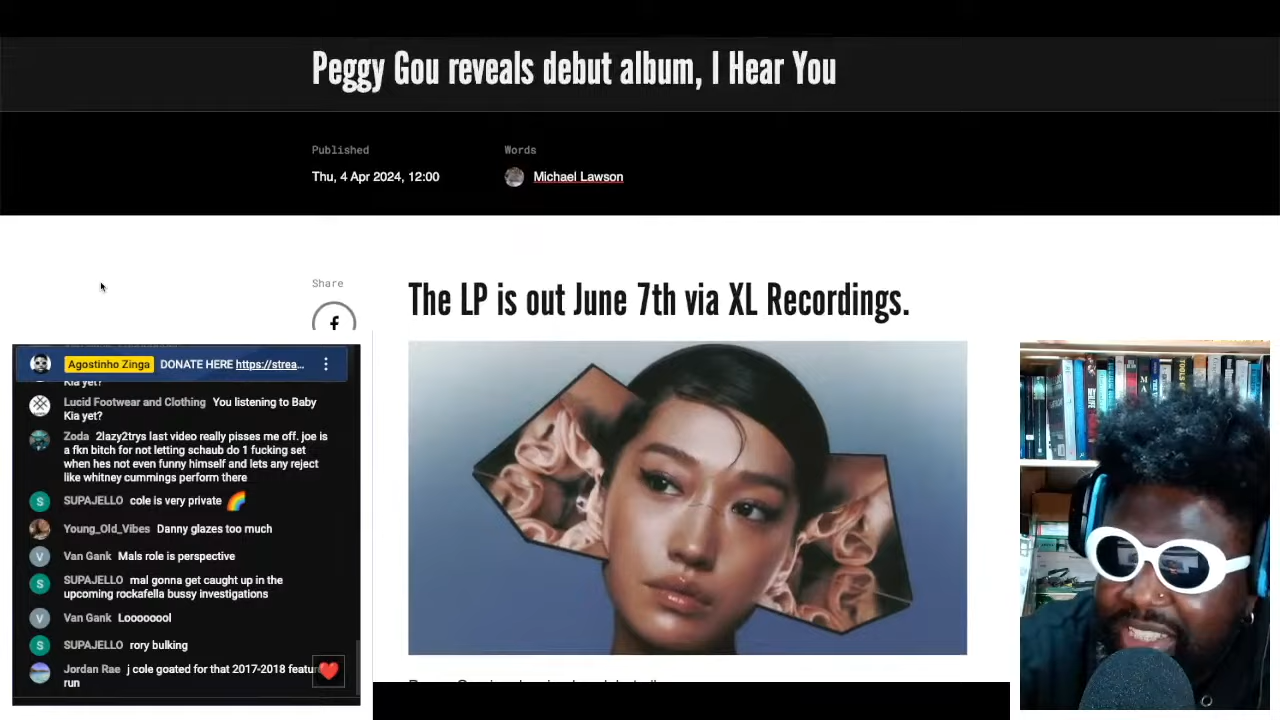 Peggy Gou reveals debut album, I Hear You
Published
Words
Thu, 4 Apr 2024, 12:00
Michael Lawson
Share
The LP is out June 7th via XL Recordings.
Agostinho Zinga DONATE HERE https://strea...
Kia yet?
Lucid Footwear and Clothing You listening to Baby
Kia yet?
Zoda 2lazy2trys last video really pisses me off. joe is
a fkn bitch for not letting schaub do 1 fucking set
when hes not even funny himself and lets any reject
like whitney cummings perform there
SUPAJELLO cole is very private 🌈
Young_Old_Vibes Danny glazes too much
Van Gank Mals role is perspective
SUPAJELLO mal gonna get caught up in the
upcoming rockafella bussy investigations
Van Gank Loooooool
SUPAJELLO rory bulking
Jordan Rae j cole goated for that 2017-2018 featu
run